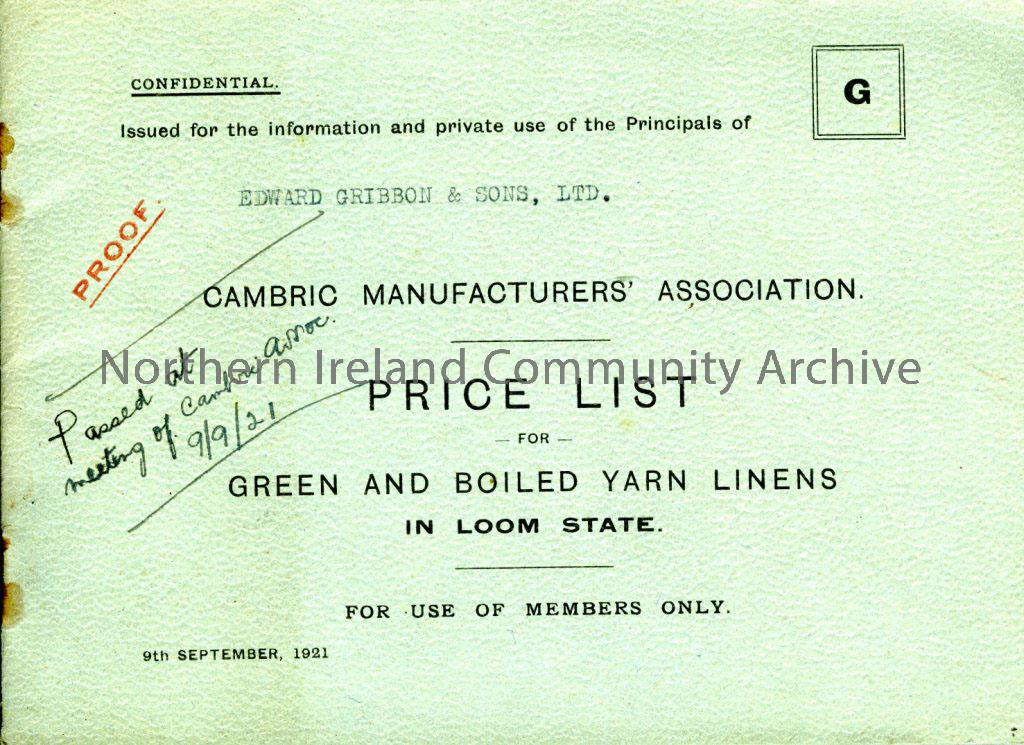 CONFIDENTIAL.
G
Issued for the information and private use of the Principals of
EDWARD GRIBBON & SONS, LTD.
PROOF.
CAMBRIC MANUFACTURERS' ASSOCIATION.
Passed at
meeting of Cambric Assoc.
9/9/21
Northern Ireland Community Archive
PRICE LIST
— FOR —
GREEN AND BOILED YARN LINENS
IN LOOM STATE.
FOR USE OF MEMBERS ONLY.
9th SEPTEMBER, 1921